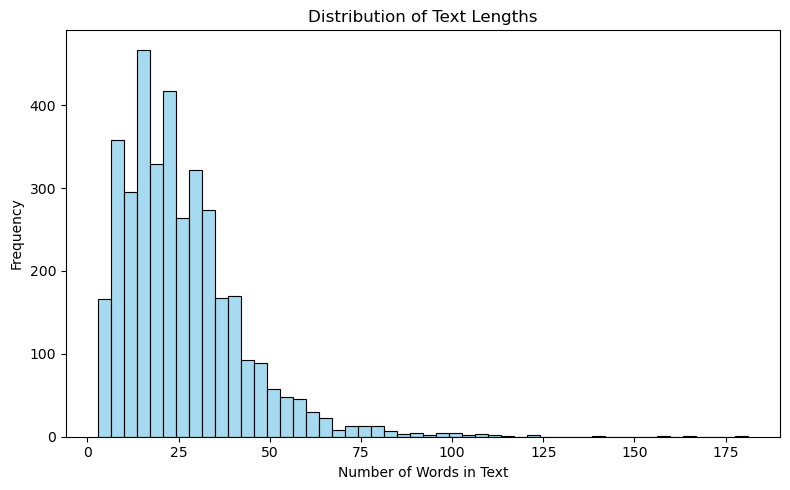 Distribution of Text Lengths
Frequency
400
300
200
100
0
0 25 50 75 100 125 150 175
Number of Words in Text